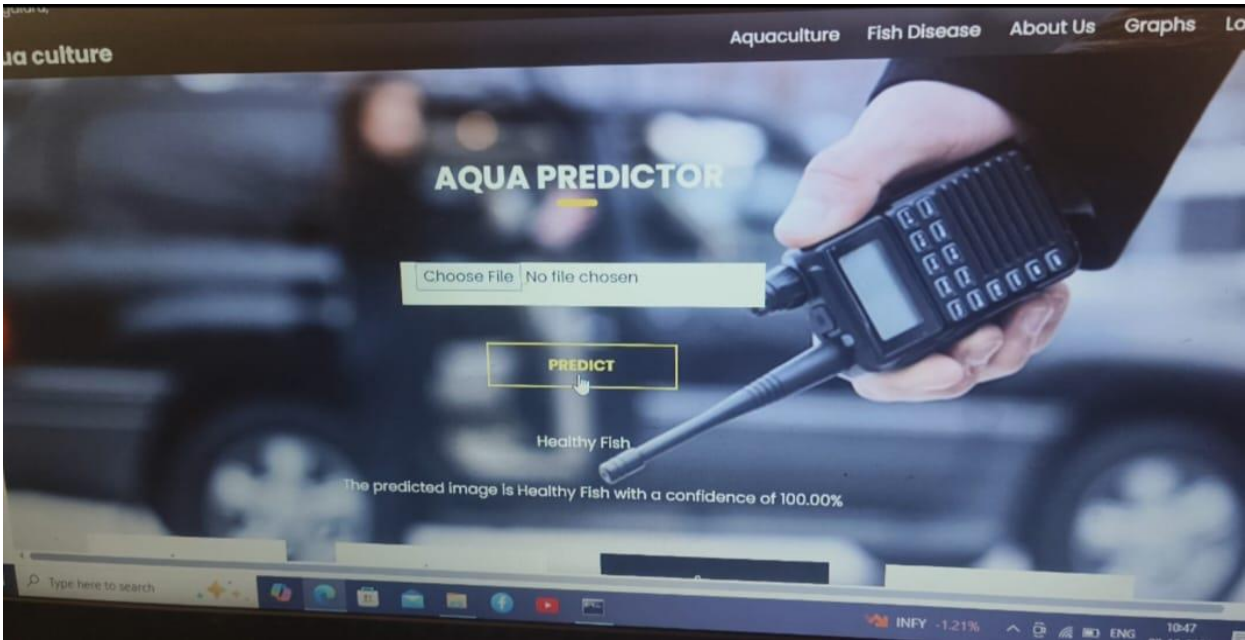 ua culture
Aquaculture Fish Disease About Us Graphs Lo
AQUA PREDICTOR
Choose File No file chosen
PREDICT
Healthy Fish
The predicted image is Healthy Fish with a confidence of 100.00%
Type here to search
INFY -1.21%
ENG
10:47